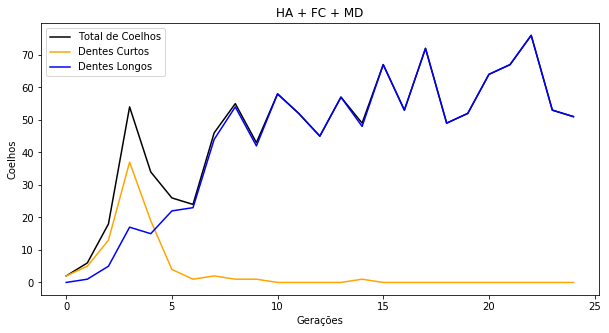 HA + FC + MD
Total de Coelhos
Dentes Curtos
Dentes Longos
Coelhos
70
60
50
40
30
20
10
0
0
5
10
15
20
25
Gerações